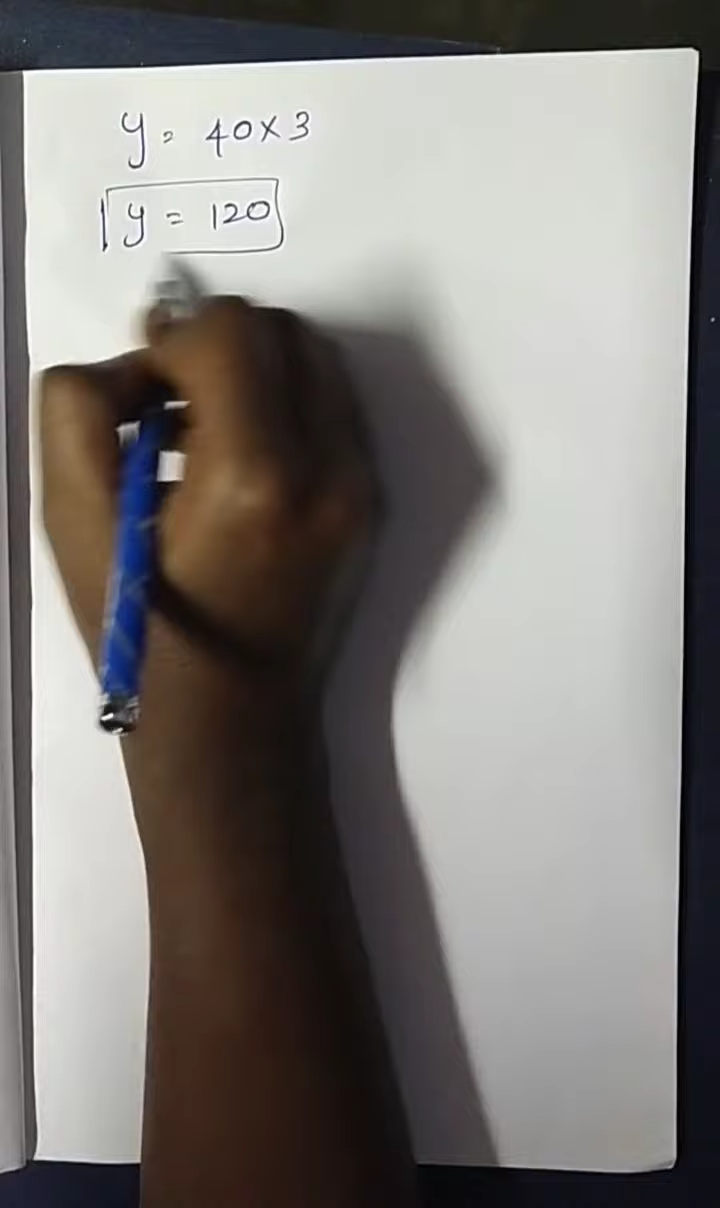 y = 40 × 3
y = 120